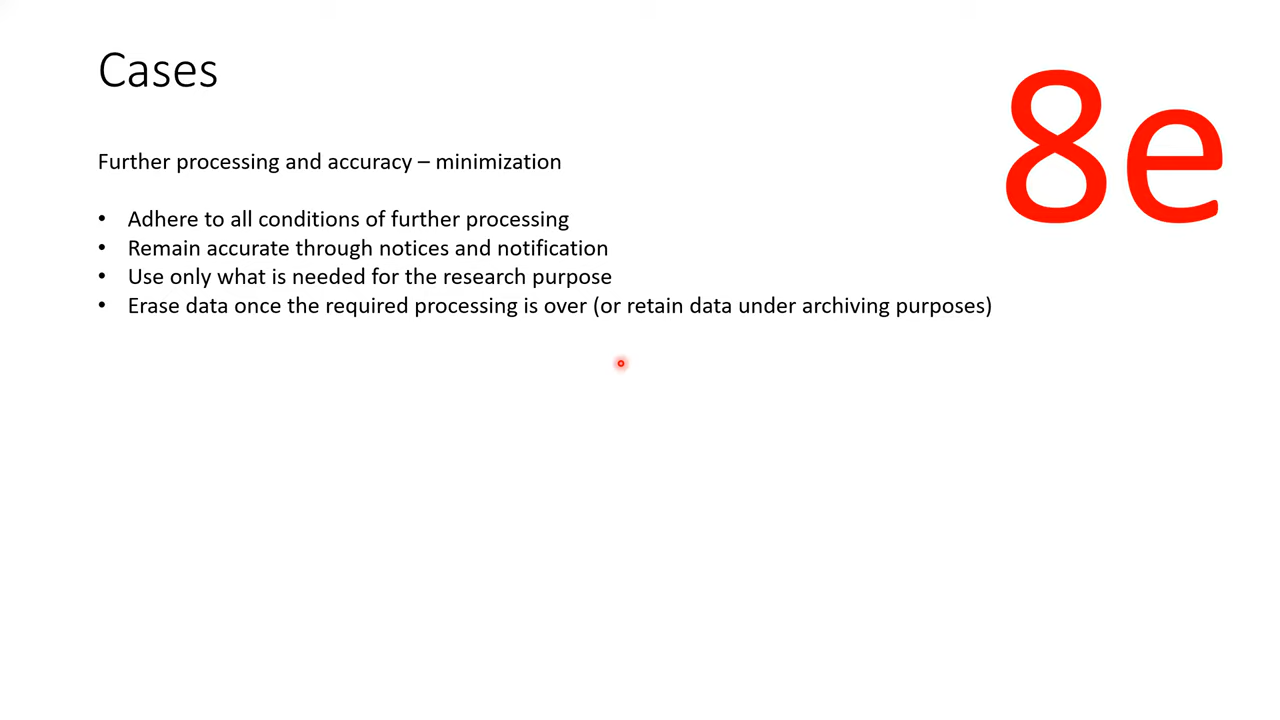 Cases
8e
Further processing and accuracy – minimization
• Adhere to all conditions of further processing
• Remain accurate through notices and notification
• Use only what is needed for the research purpose
• Erase data once the required processing is over (or retain data under archiving purposes)